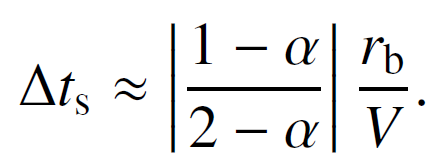 Δt_s ≈ |(1 − α)/(2 − α)| r_b/V.